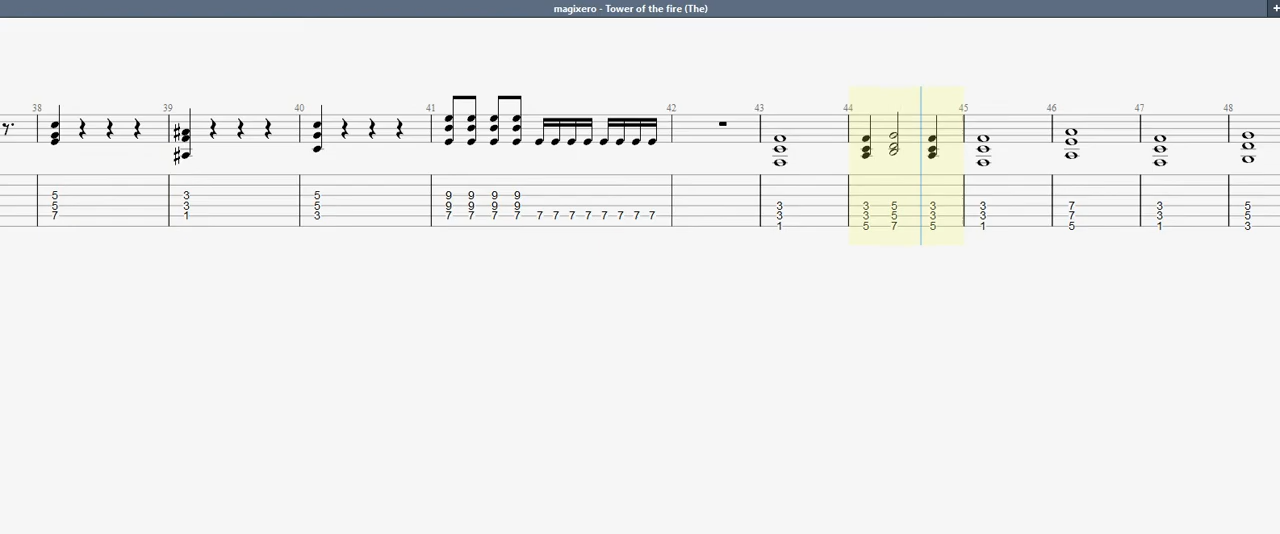 magixero - Tower of the fire (The) +
38 39 40 41 42 43 44 45 46 47 48
5 3 5 9 9 9 9
5 3 5 9 9 9 9 3 3 5 3 3 7 3 5
7 1 3 7 7 7 7 7 7 7 7 7 7 7 7 3 3 5 3 3 7 3 5
1 5 7 5 1 5 1 3